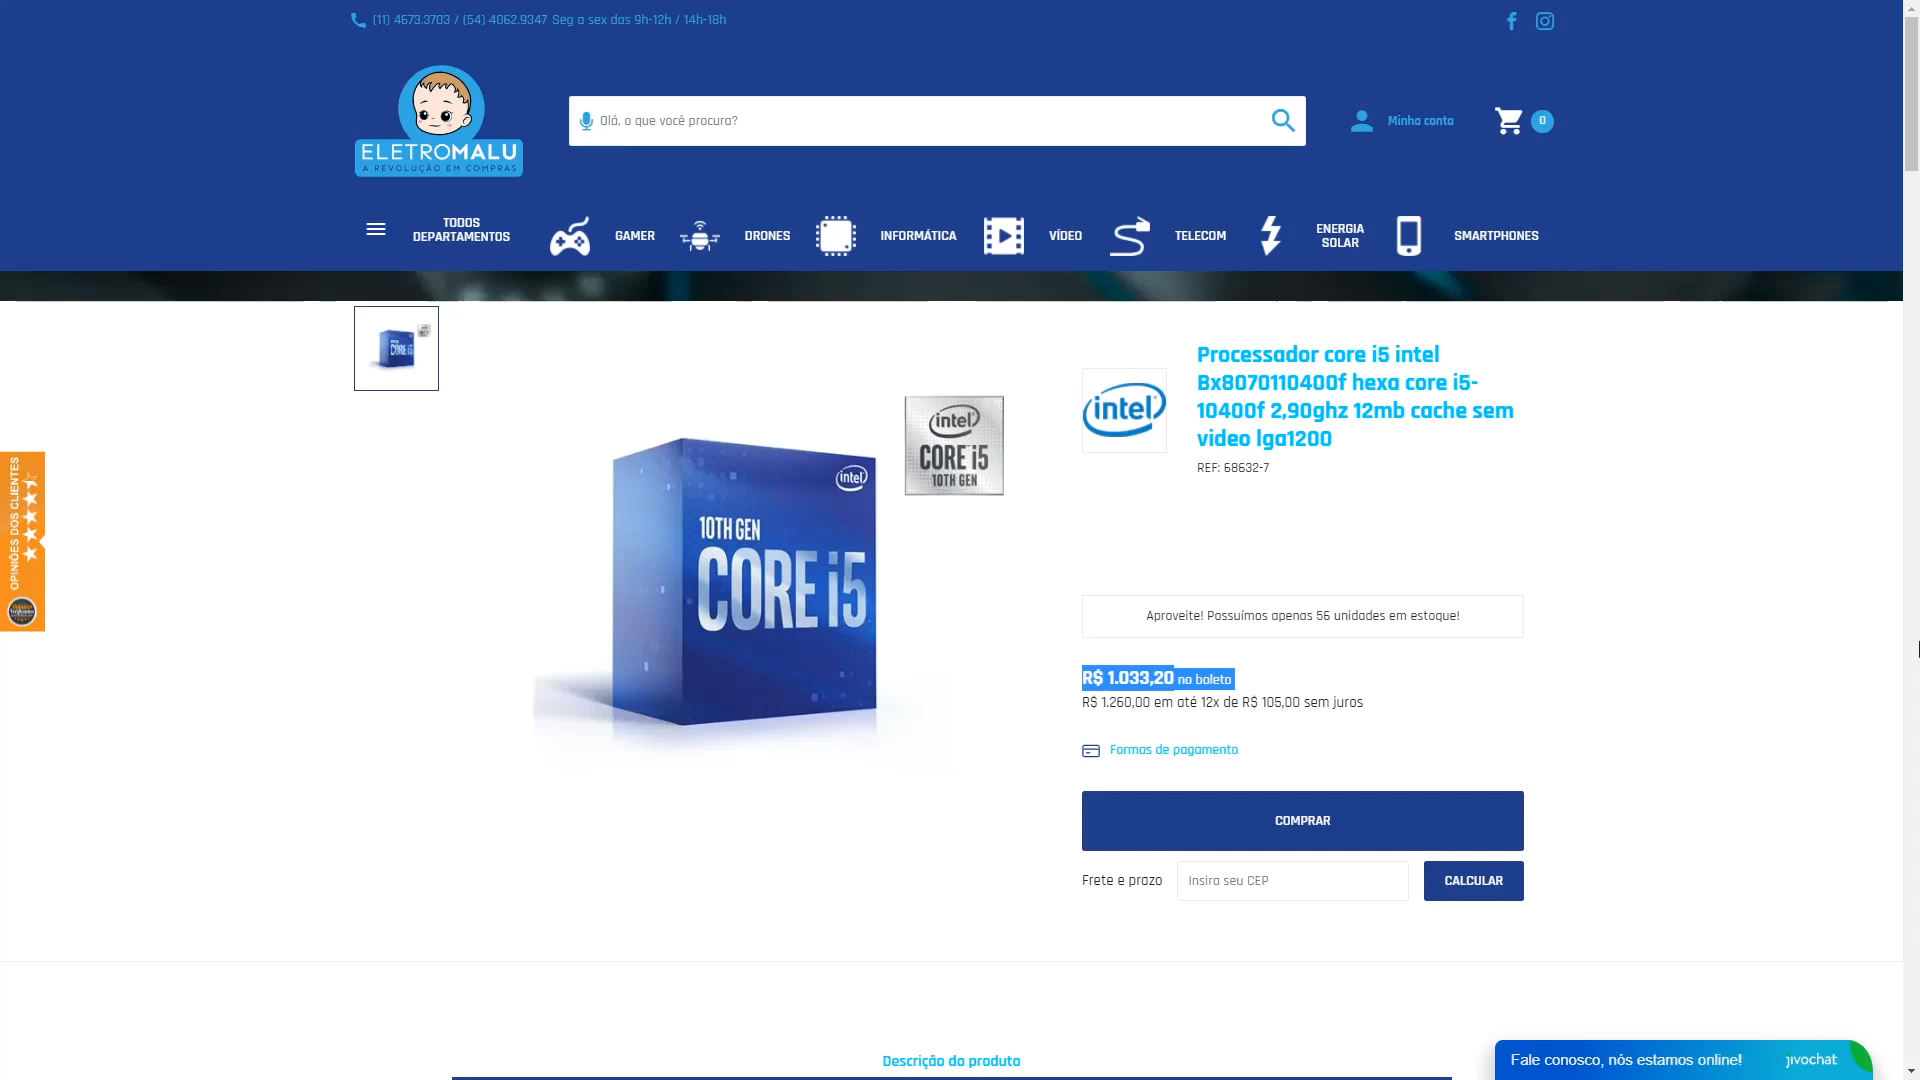 (11) 4673.3703 / (54) 4062.9347 Seg a sex das 9h-12h / 14h-18h
ELETROMALU
A REVOLUÇÃO EM COMPRAS
Olá, o que você procura?
Minha conta
0
TODOS
DEPARTAMENTOS
GAMER
DRONES
INFORMÁTICA
VÍDEO
TELECOM
ENERGIA
SOLAR
SMARTPHONES
OPINIÕES DOS CLIENTES
intel
10TH GEN
CORE i5
intel
CORE i5
10TH GEN
intel
Processador core i5 intel
Bx8070110400f hexa core i5-
10400f 2,90ghz 12mb cache sem
video lga1200
REF: 68632-7
Aproveite! Possuímos apenas 56 unidades em estoque!
R$ 1.033,20 no boleto
R$ 1.260,00 em até 12x de R$ 105,00 sem juros
Formas de pagamento
COMPRAR
Frete e prazo
Insira seu CEP
CALCULAR
Descrição do produto
Fale conosco, nós estamos online!
jivochat